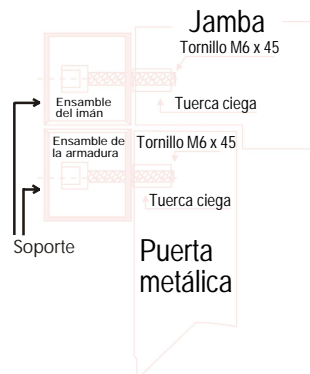 Jamba
Tornillo M6 x 45
Ensamble
del imán
Tuerca ciega
Ensamble de
la armadura
Tornillo M6 x 45
Tuerca ciega
Soporte
Puerta
metálica